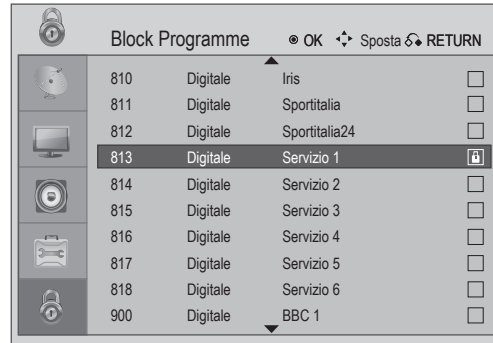 Block Programme OK Sposta RETURN
810 Digitale Iris
811 Digitale Sportitalia
812 Digitale Sportitalia24
813 Digitale Servizio 1
814 Digitale Servizio 2
815 Digitale Servizio 3
816 Digitale Servizio 4
817 Digitale Servizio 5
818 Digitale Servizio 6
900 Digitale BBC 1